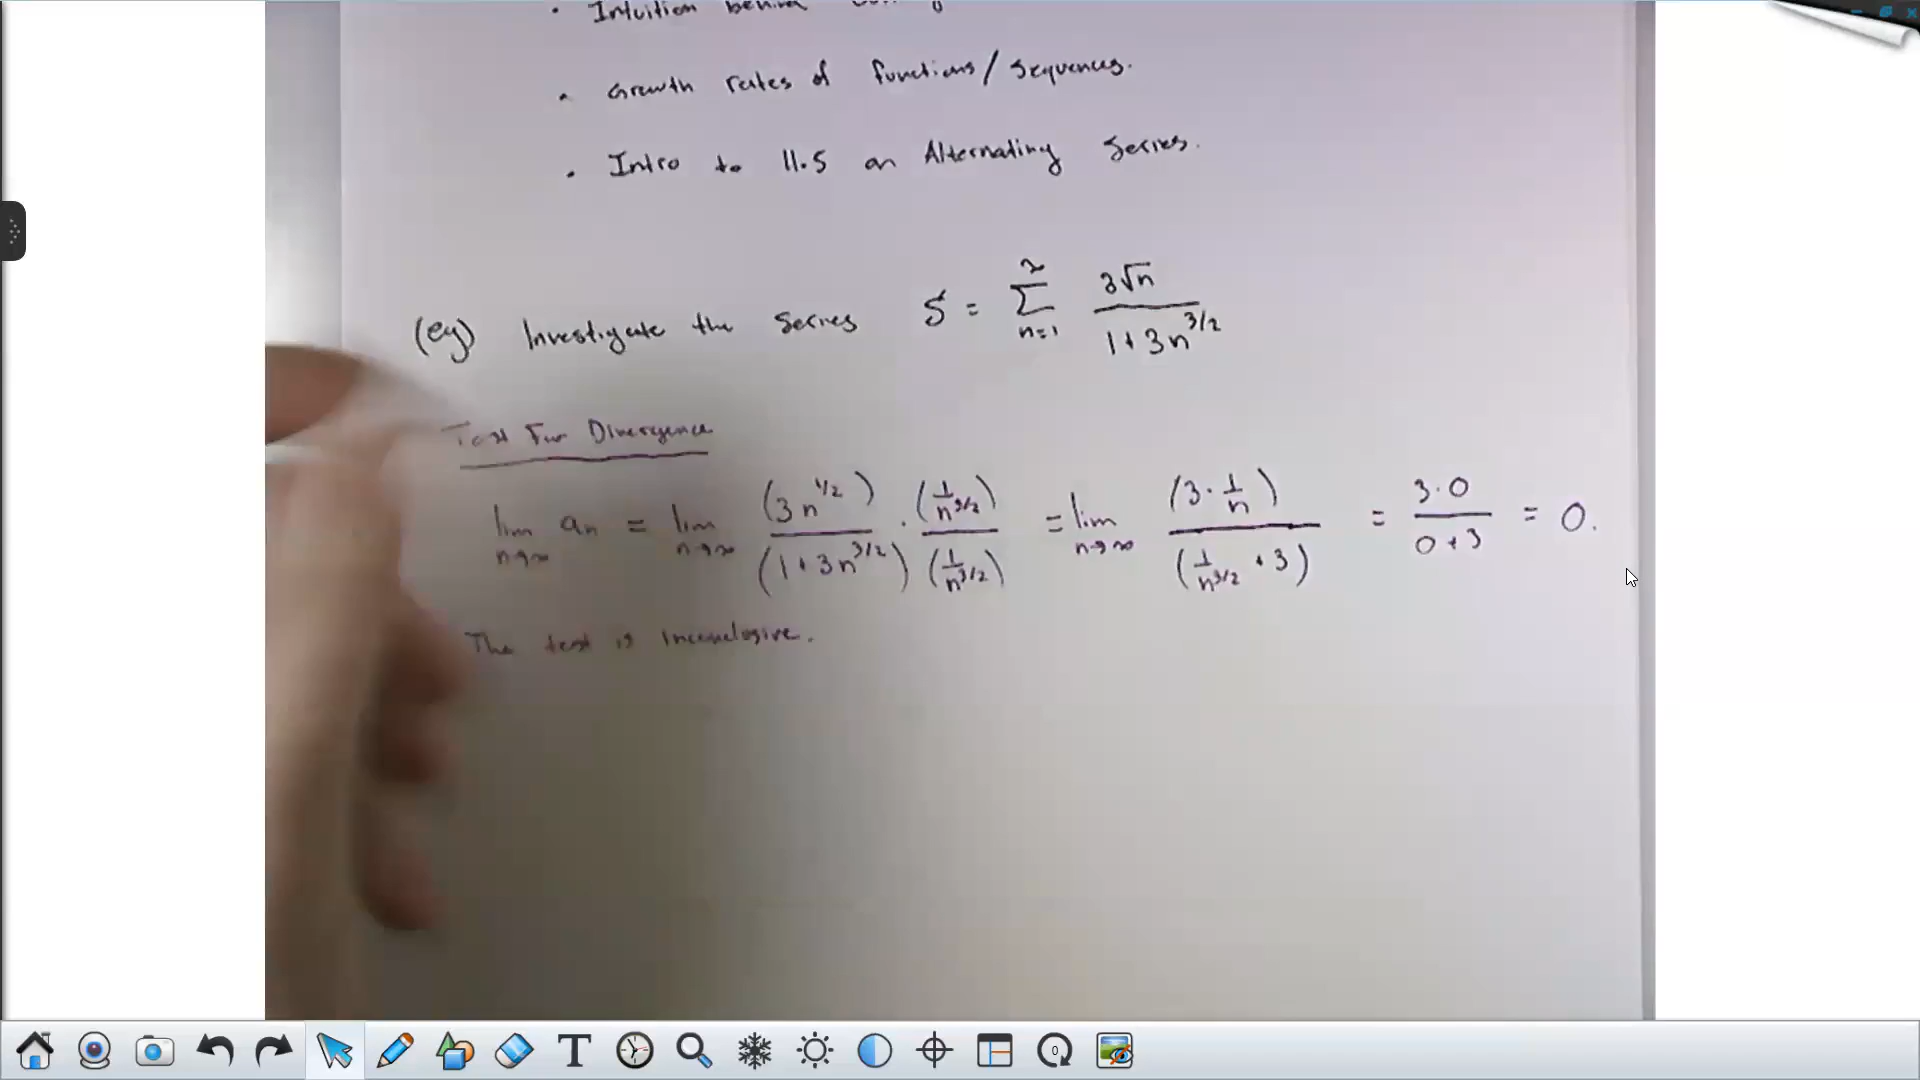 • Intuition behind
• Growth rates of functions/sequences.
• Intro to 11.5 on Alternating Series.
(eg) Investigate the series S = ∑_{n=1}^{∞} 3√n / (1+3n^{3/2})
Test For Divergence
lim_{n→∞} a_n = lim_{n→∞} (3n^{1/2}) / (1+3n^{3/2}) · (1/n^{3/2}) / (1/n^{3/2}) = lim_{n→∞} (3·1/n) / (1/n^{3/2} + 3) = 3·0 / 0+3 = 0.
The test is inconclusive.
T
0